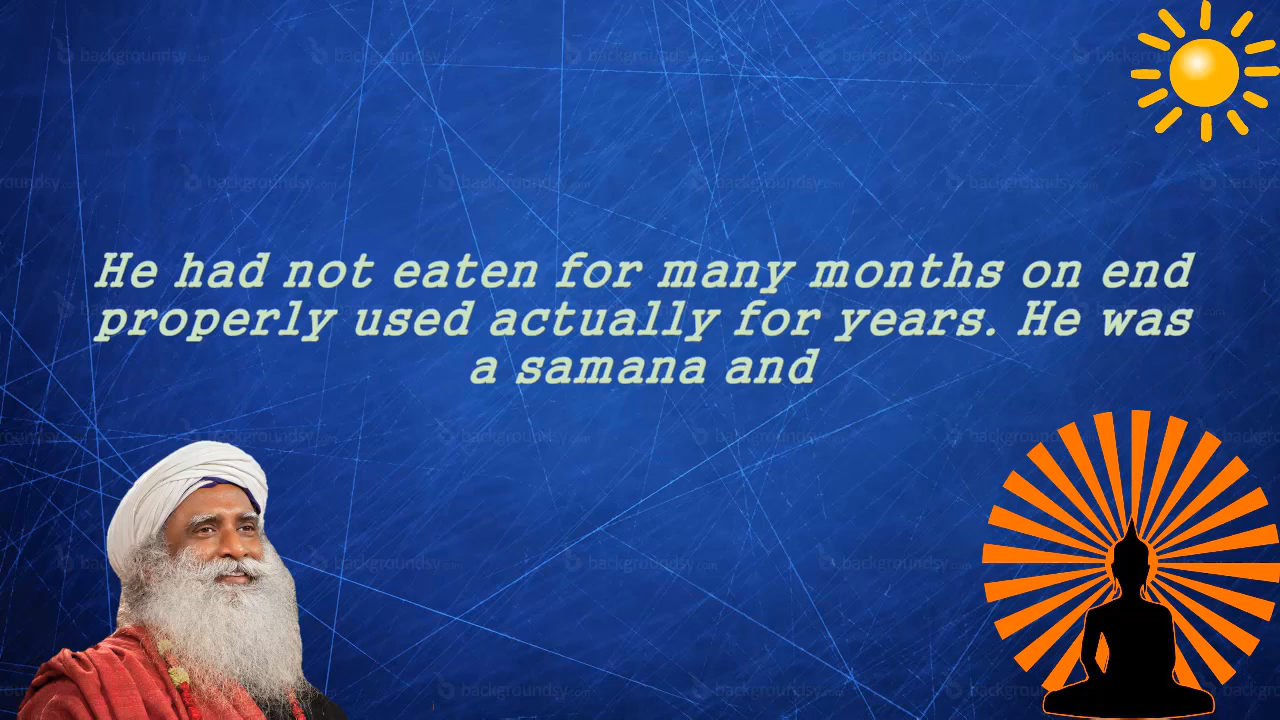 He had not eaten for many months on end
properly used actually for years. He was
a samana and